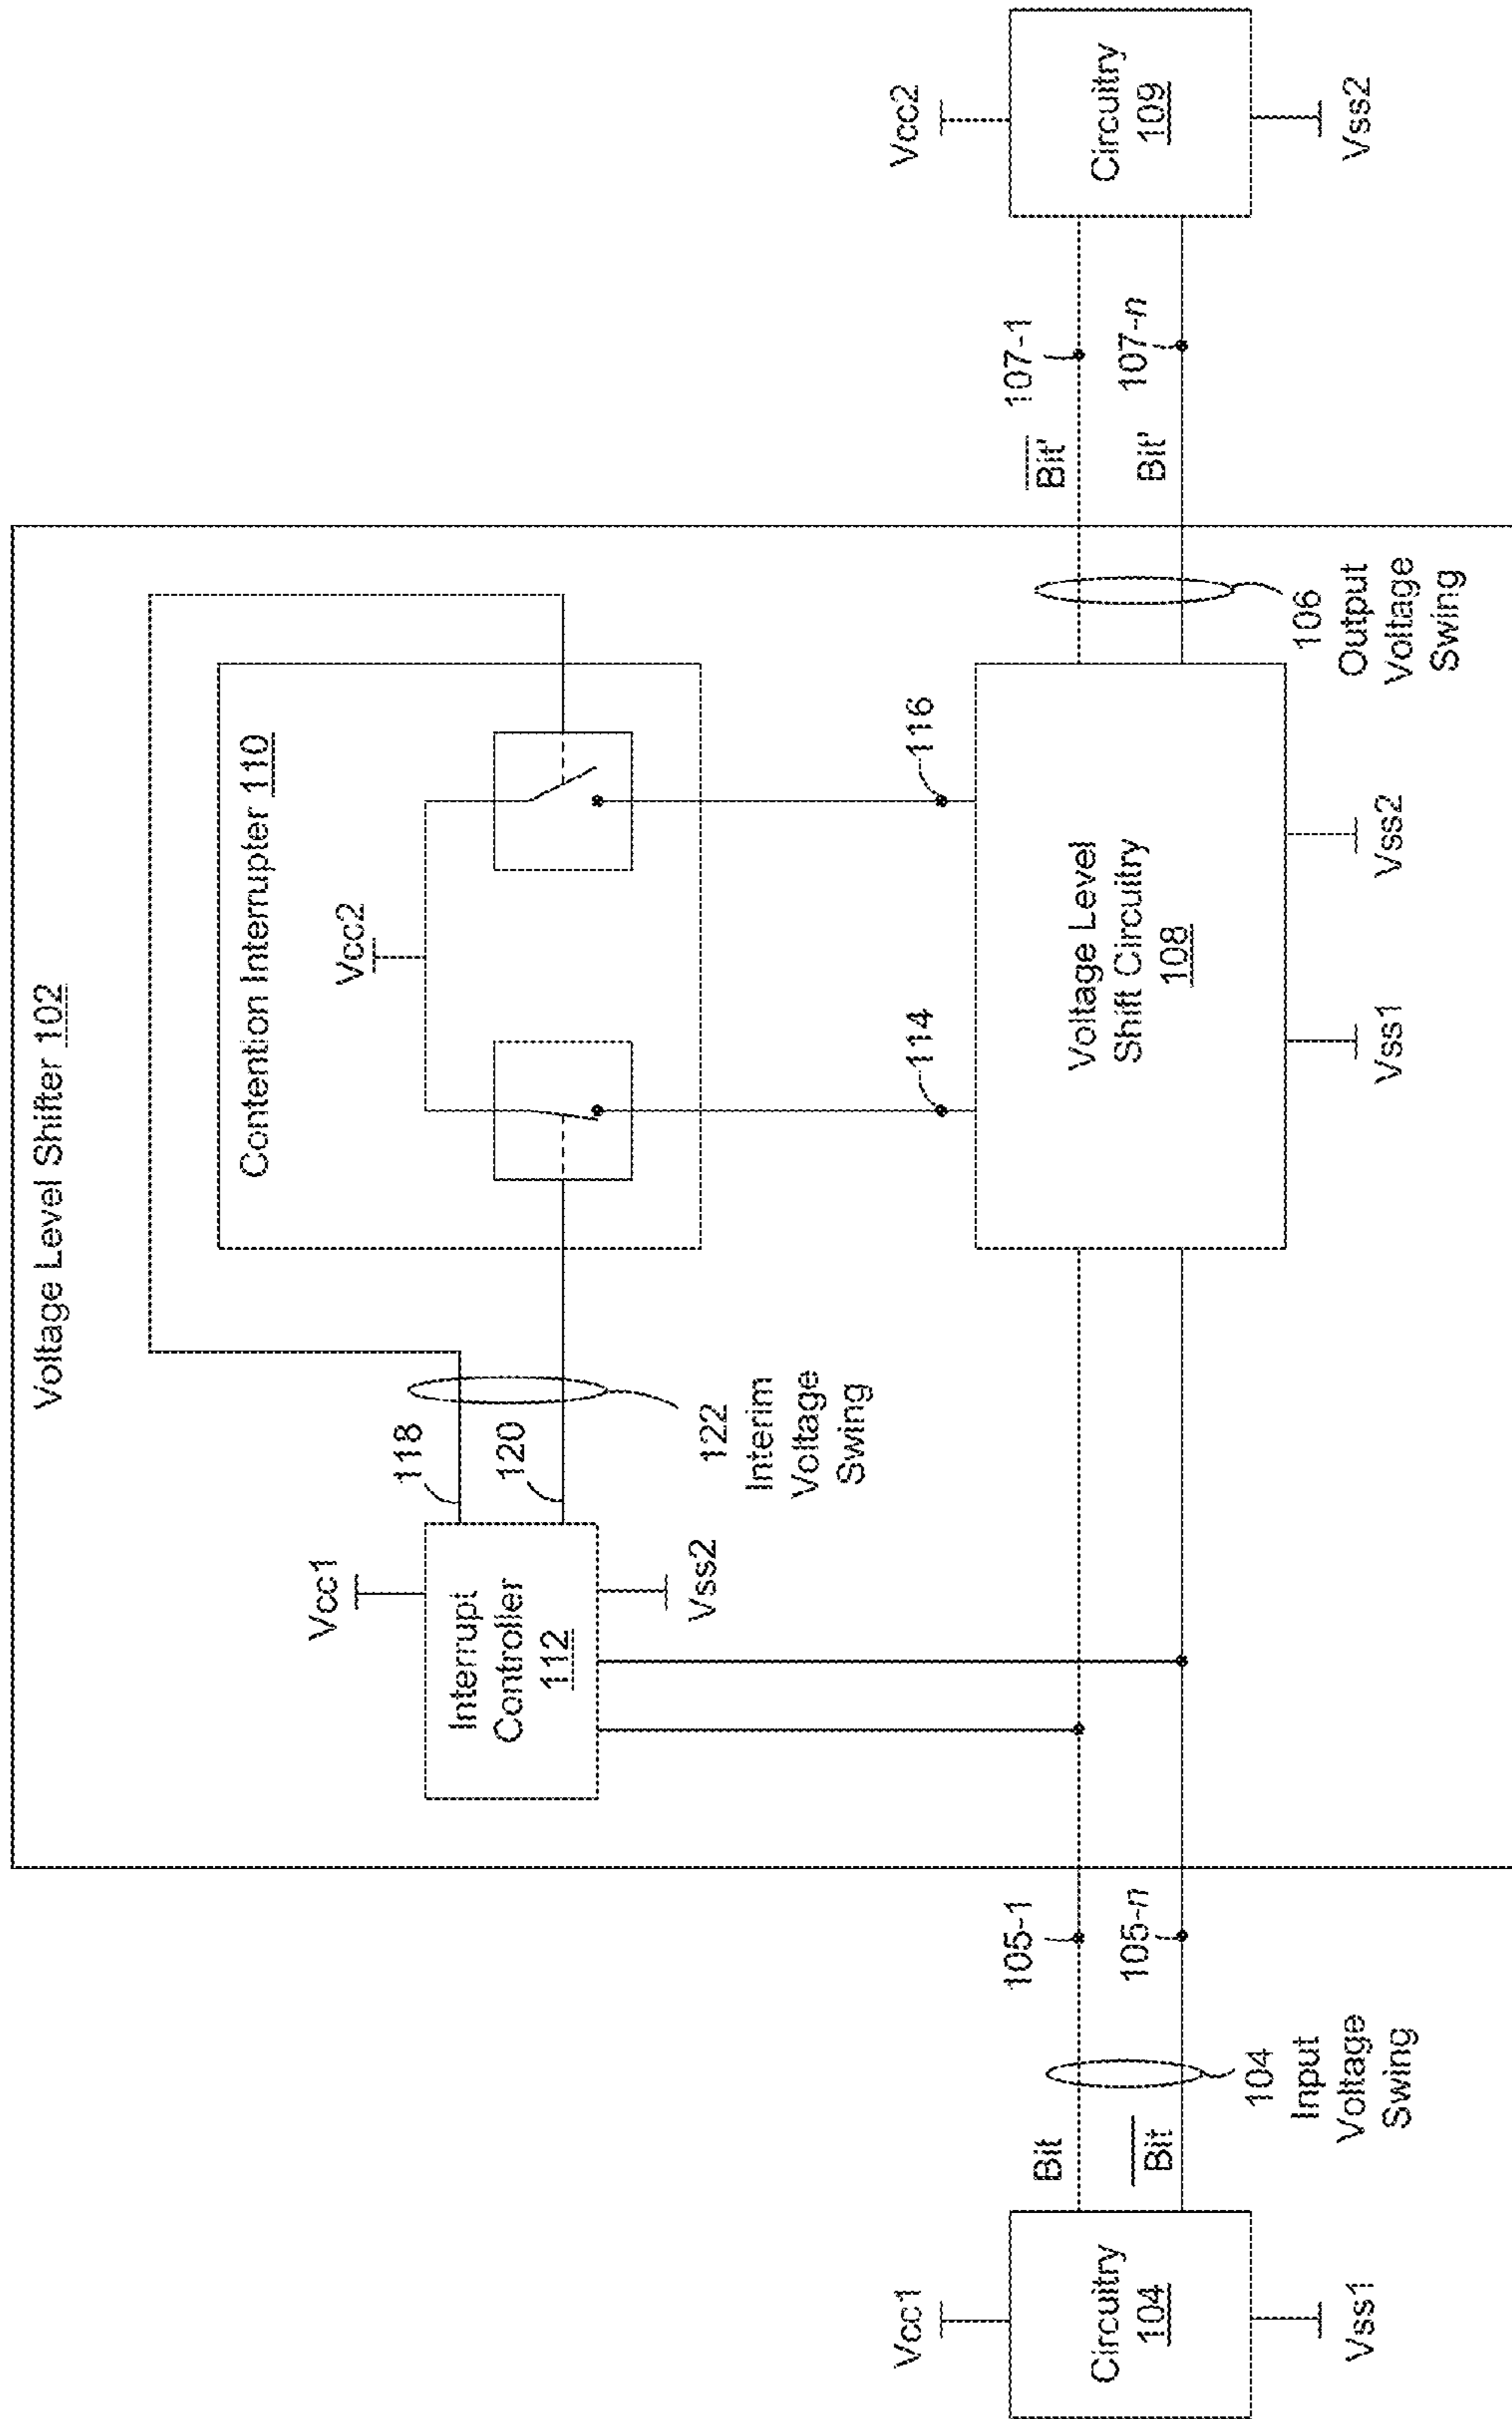 Voltage Level Shifter 102
Contention Interrupter 110
Vcc2
Vcc1
Interrupt
Controller
112
Vss2
118
120
122
Interim
Voltage
Swing
114
116
Voltage Level
Shift Circuitry
108
Vss1
Vss2
Vcc1
Circuitry
104
Vss1
Bit
Bit
104
Input
Voltage
Swing
105-1
105-n
106
Output
Voltage
Swing
Bit'
Bit'
107-1
107-n
Vcc2
Circuitry
109
Vss2